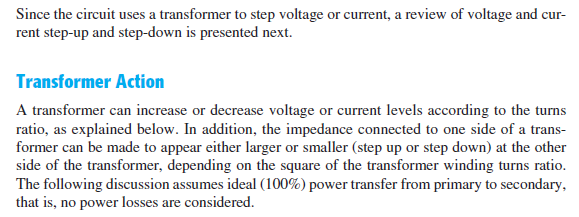 Since the circuit uses a transformer to step voltage or current, a review of voltage and cur-
rent step-up and step-down is presented next.
Transformer Action
A transformer can increase or decrease voltage or current levels according to the turns
ratio, as explained below. In addition, the impedance connected to one side of a trans-
former can be made to appear either larger or smaller (step up or step down) at the other
side of the transformer, depending on the square of the transformer winding turns ratio.
The following discussion assumes ideal (100%) power transfer from primary to secondary,
that is, no power losses are considered.